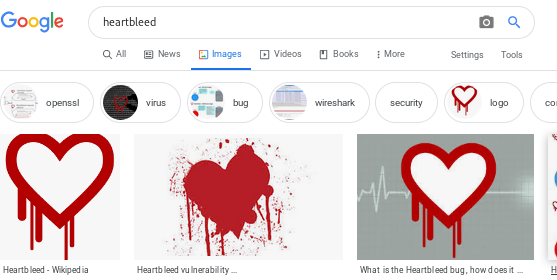 Google
heartbleed
All News Images Videos Books More Settings Tools
openssl virus bug wireshark security logo
Heartbleed - Wikipedia
Heartbleed vulnerability ...
What is the Heartbleed bug, how does it ...